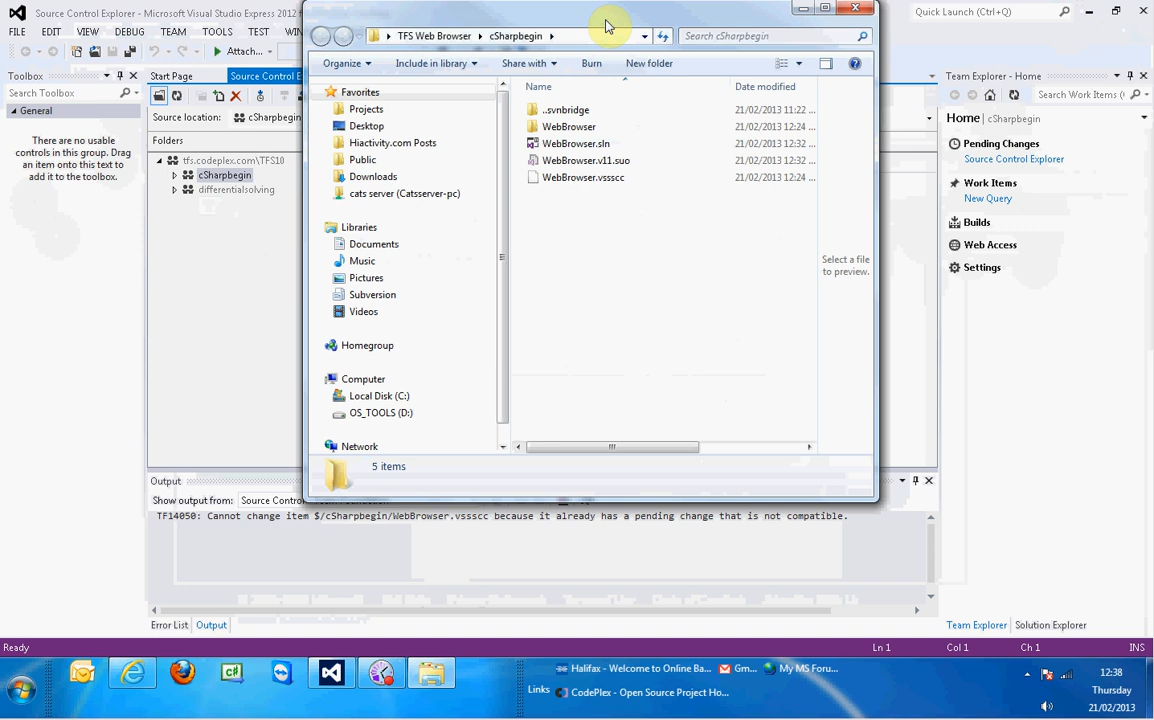 Source Control Explorer - Microsoft Visual Studio Express 2012 f
Quick Launch (Ctrl+Q)
FILE EDIT VIEW DEBUG TEAM TOOLS TEST WIN
Attach...
Toolbox
Search Toolbox
General
There are no usable
controls in this group. Drag
an item onto this text to
add it to the toolbox.
Start Page
Source Control E
Source location: cSharpbegin
Folders
tfs.codeplex.com\TFS10
cSharpbegin
differentialsolving
TFS Web Browser cSharpbegin
Search cSharpbegin
Organize Include in library Share with Burn New folder
Favorites
Projects
Desktop
Hiactivity.com Posts
Public
Downloads
cats server (Catsserver-pc)
Libraries
Documents
Music
Pictures
Subversion
Videos
Homegroup
Computer
Local Disk (C:)
OS_TOOLS (D:)
Network
Name Date modified
..svnbridge 21/02/2013 11:22 ...
WebBrowser 21/02/2013 12:24 ...
WebBrowser.sln 21/02/2013 12:32 ...
WebBrowser.v11.suo 21/02/2013 12:32 ...
WebBrowser.vssscc 21/02/2013 12:24 ...
Select a file
to preview.
5 items
Team Explorer - Home
Search Work Items (
Home cSharpbegin
Pending Changes
Source Control Explorer
Work Items
New Query
Builds
Web Access
Settings
Output
Show output from: Source Contro
TF14050: Cannot change item $/cSharpbegin/WebBrowser.vssscc because it already has a pending change that is not compatible.
Error List Output
Team Explorer Solution Explorer
Ready Ln 1 Col 1 Ch 1 INS
Links
Halifax - Welcome to Online Ba... Gm... My MS Foru...
CodePlex - Open Source Project Ho...
12:38
Thursday
21/02/2013